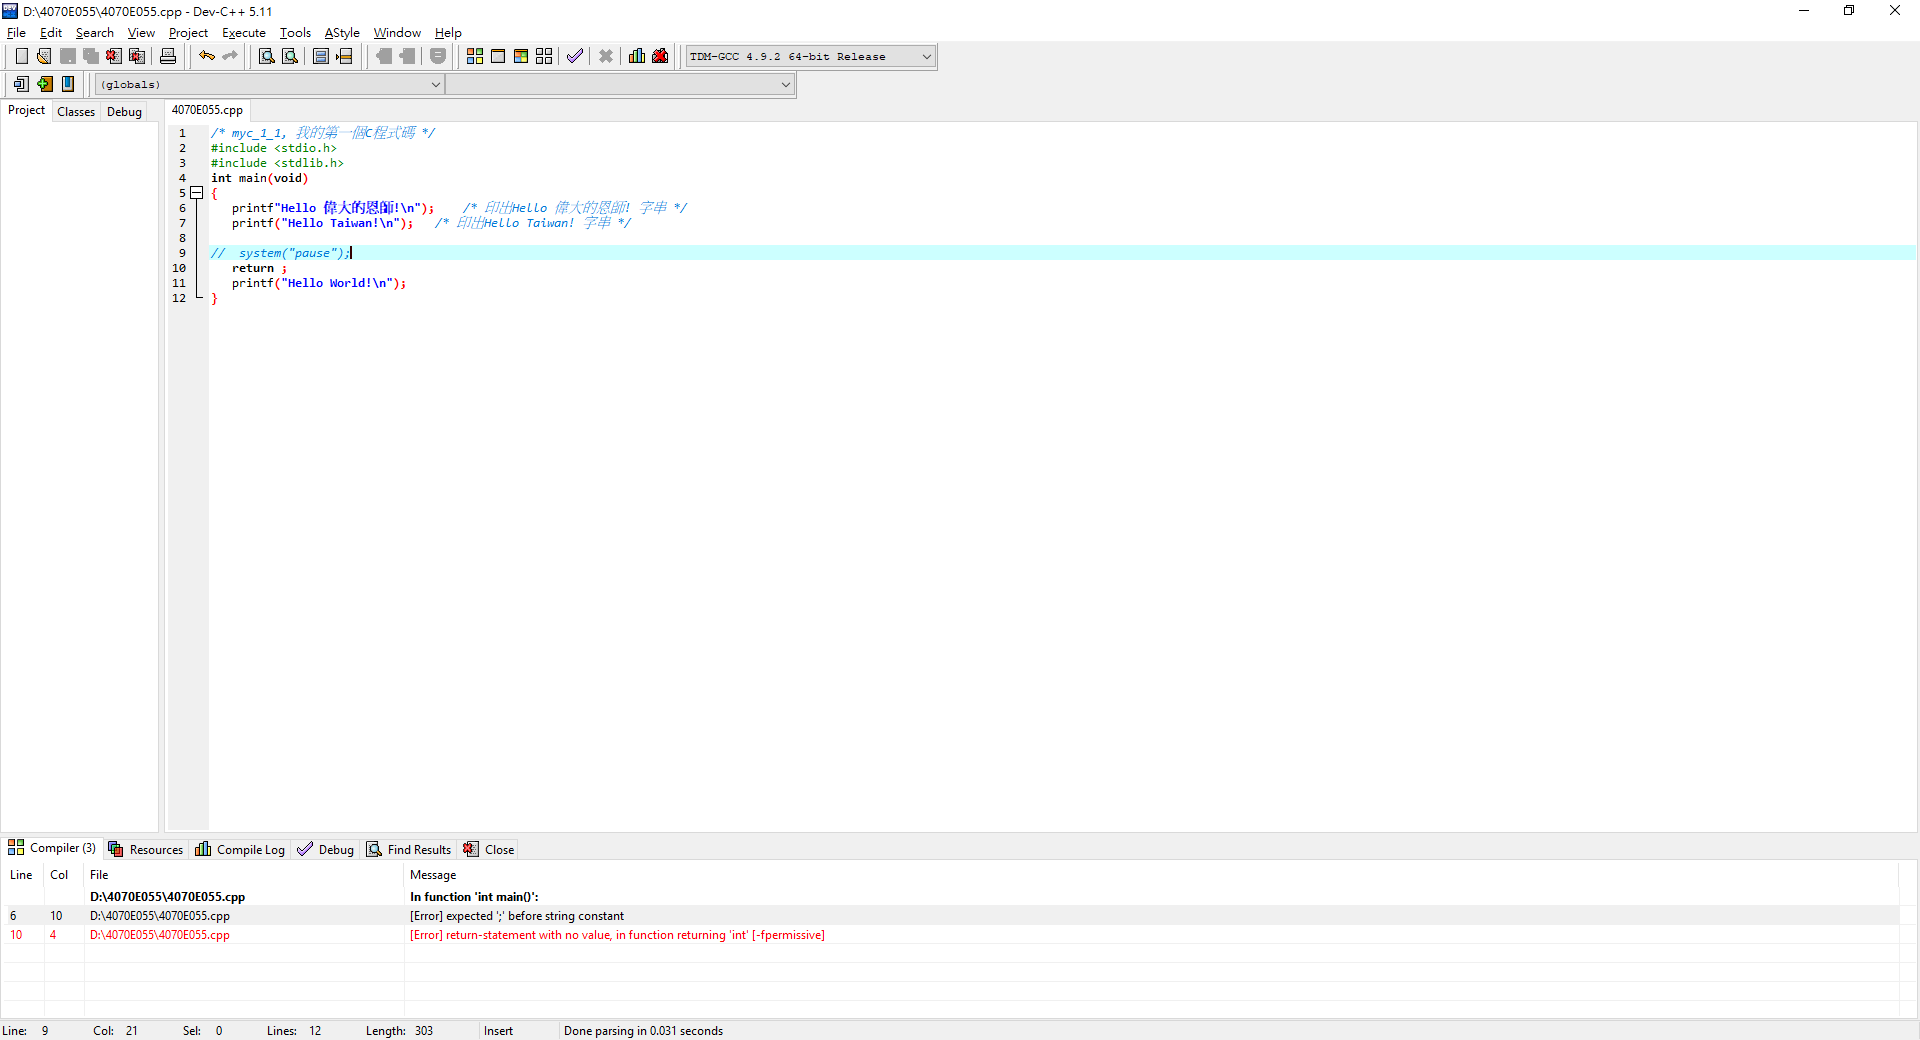 D:\4070E055\4070E055.cpp - Dev-C++ 5.11
File Edit Search View Project Execute Tools AStyle Window Help
TDM-GCC 4.9.2 64-bit Release
(globals)
Project Classes Debug
4070E055.cpp
1 /* myc_1_1, 我的第一個C程式碼 */
2 #include <stdio.h>
3 #include <stdlib.h>
4 int main(void)
5 {
6 printf"Hello 偉大的恩師!\n"); /* 印出Hello 偉大的恩師! 字串 */
7 printf("Hello Taiwan!\n"); /* 印出Hello Taiwan! 字串 */
8
9 // system("pause");
10 return ;
11 printf("Hello World!\n");
12 }
Compiler (3) Resources Compile Log Debug Find Results Close
Line Col File Message
D:\4070E055\4070E055.cpp In function 'int main()':
6 10 D:\4070E055\4070E055.cpp [Error] expected ';' before string constant
10 4 D:\4070E055\4070E055.cpp [Error] return-statement with no value, in function returning 'int' [-fpermissive]
Line: 9 Col: 21 Sel: 0 Lines: 12 Length: 303 Insert Done parsing in 0.031 seconds